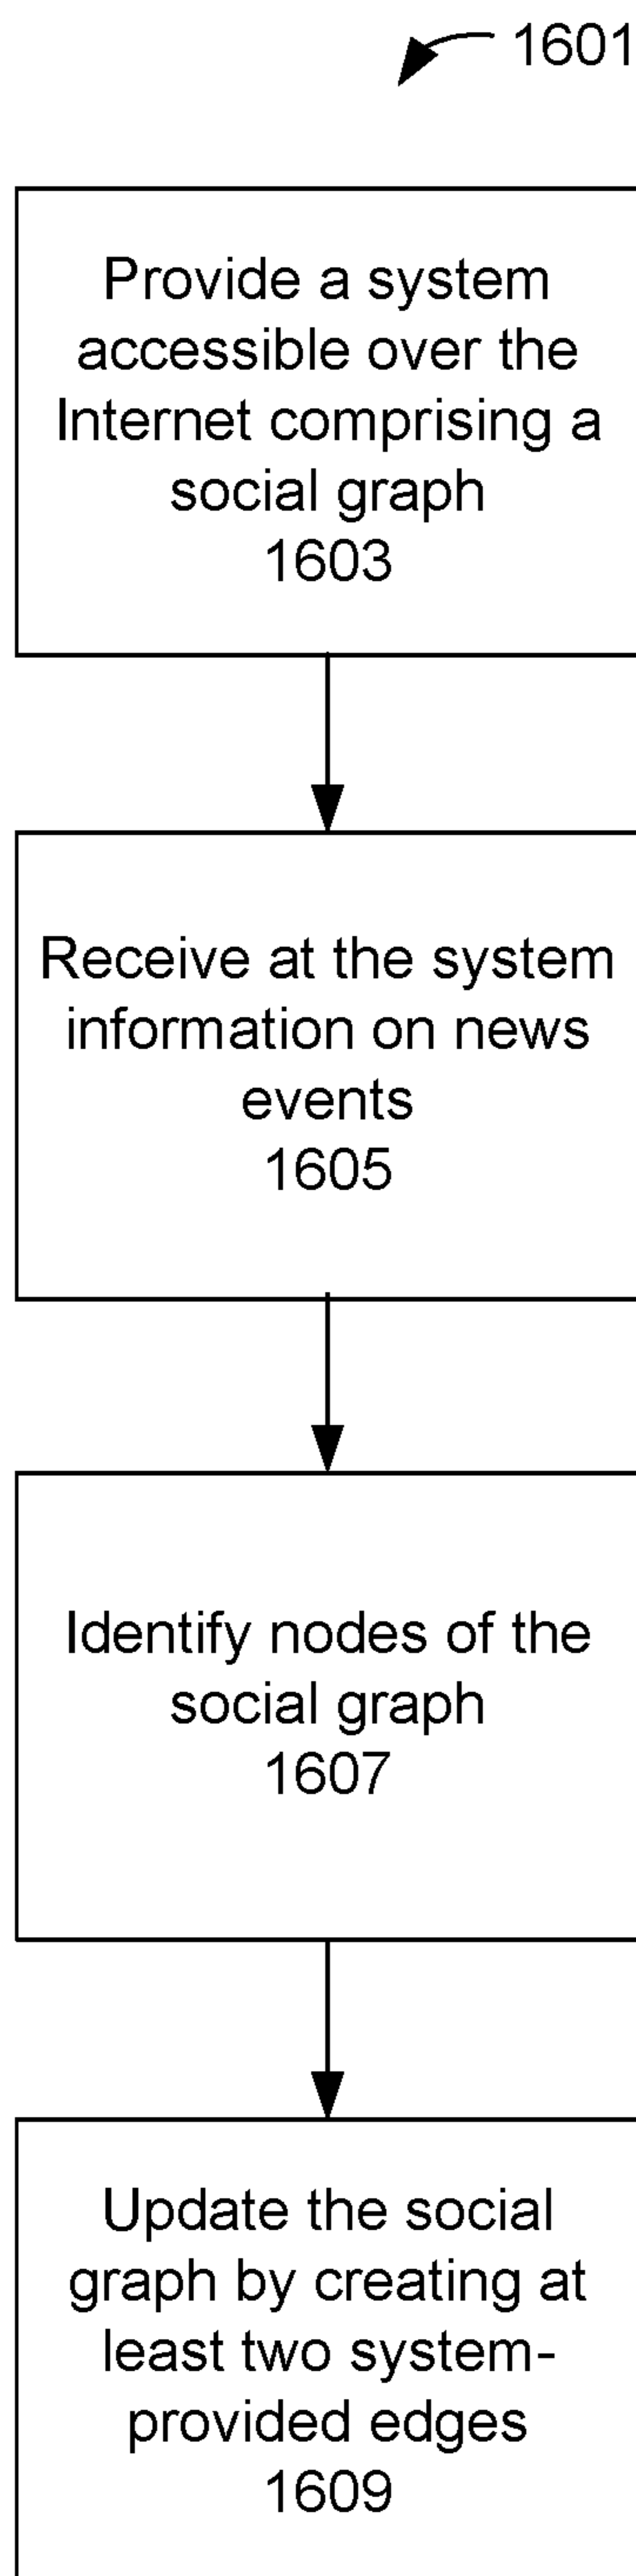 1601
Provide a system
accessible over the
Internet comprising a
social graph
1603
Receive at the system
information on news
events
1605
Identify nodes of the
social graph
1607
Update the social
graph by creating at
least two system-
provided edges
1609